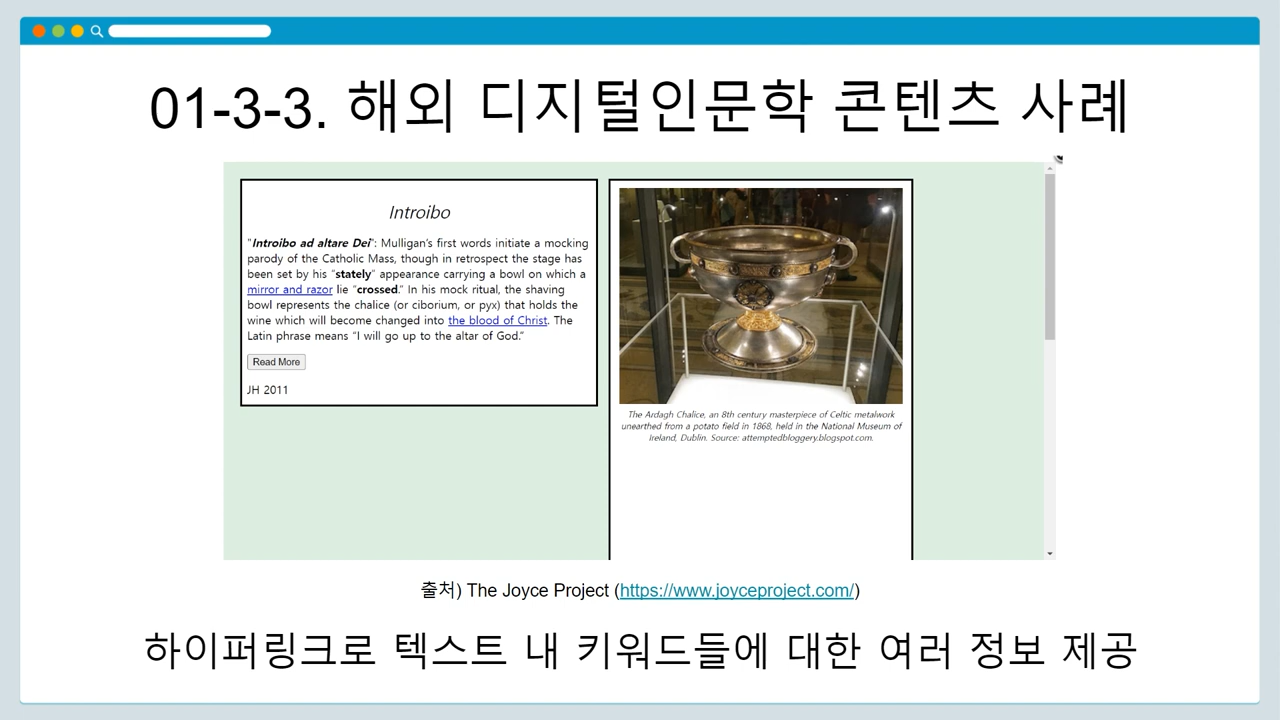 01-3-3. 해외 디지털인문학 콘텐츠 사례
Introibo
"Introibo ad altare Dei": Mulligan's first words initiate a mocking
parody of the Catholic Mass, though in retrospect the stage has
been set by his "stately" appearance carrying a bowl on which a
mirror and razor lie "crossed." In his mock ritual, the shaving
bowl represents the chalice (or ciborium, or pyx) that holds the
wine which will become changed into the blood of Christ. The
Latin phrase means "I will go up to the altar of God."
Read More
JH 2011
The Ardagh Chalice, an 8th century masterpiece of Celtic metalwork
unearthed from a potato field in 1868, held in the National Museum of
Ireland, Dublin. Source: attemptedbloggery.blogspot.com.
출처) The Joyce Project (https://www.joyceproject.com/)
하이퍼링크로 텍스트 내 키워드들에 대한 여러 정보 제공